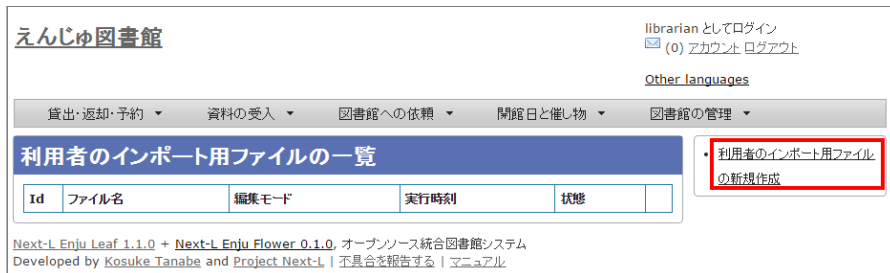 えんじゅ図書館
librarian としてログイン
(0) アカウント ログアウト
Other languages
貸出・返却・予約 ▼ 資料の受入 ▼ 図書館への依頼 ▼ 開館日と催し物 ▼ 図書館の管理 ▼
利用者のインポート用ファイルの一覧
Id ファイル名 編集モード 実行時刻 状態
• 利用者のインポート用ファイル
の新規作成
Next-L Enju Leaf 1.1.0 + Next-L Enju Flower 0.1.0, オープンソース統合図書館システム
Developed by Kosuke Tanabe and Project Next-L | 不具合を報告する | マニュアル